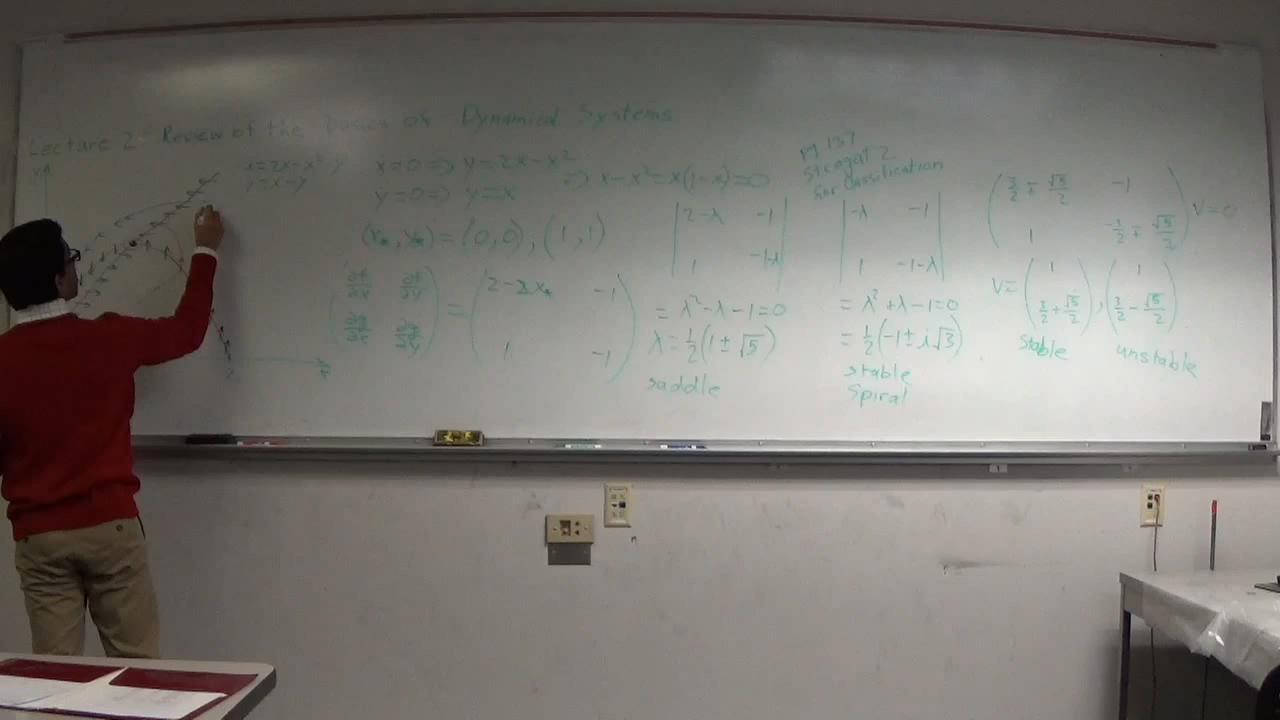 Lecture 2: Review of the basics of Dynamical Systems
ẋ=2x-x²-y
ẏ=x-y
ẋ=0 => y=2x-x²
ẏ=0 => y=x
=> x-x²=x(1-x)=0
(x*, y*) = (0,0), (1,1)
(∂f/∂x ∂f/∂y
∂g/∂x ∂g/∂y)
= (2-2x* -1
1 -1)
|2-λ -1
1 -1-λ|
= λ²-λ-1=0
λ=½(1±√5)
saddle
Pg 137
Strogatz
for classification
|-λ -1
1 -1-λ|
= λ²+λ-1=0
=½(-1±i√3)
stable
spiral
(3/2 ∓ √5/2 -1
1 -3/2 ∓ √5/2) V=0
V=(1
3/2+√5/2), (1
3/2-√5/2)
stable unstable